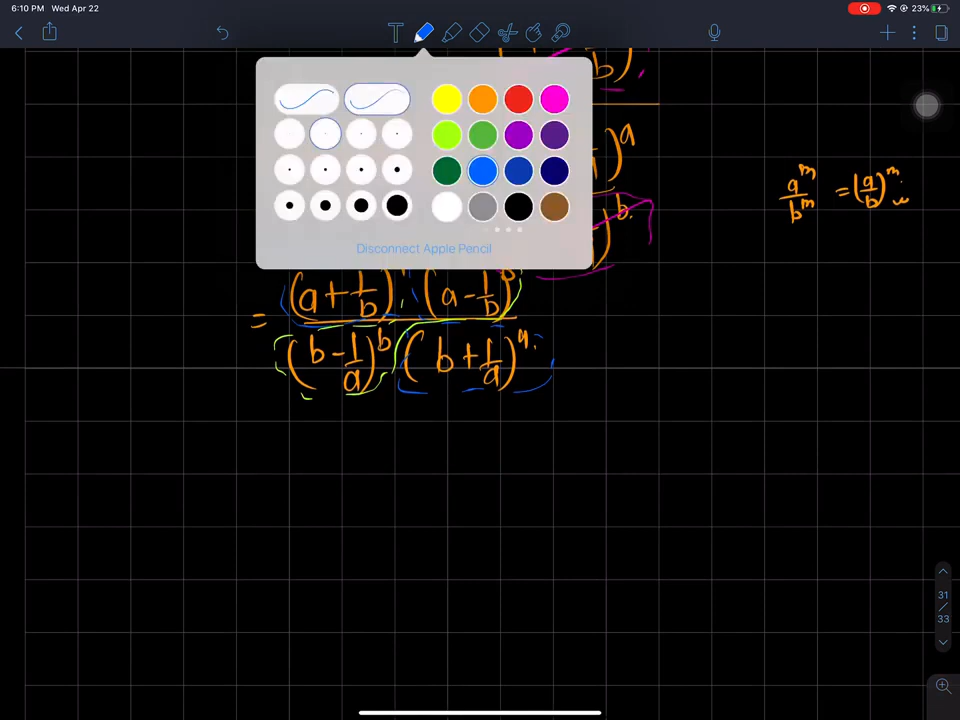 6:10 PM Wed Apr 22
23%
T
b
)^a
)^b.
a^m/b^m = (a/b)^m
Disconnect Apple Pencil
= (a + 1/b) . (a - 1/b)
(b - 1/a)^b (b + 1/a)^a.
31
/
33